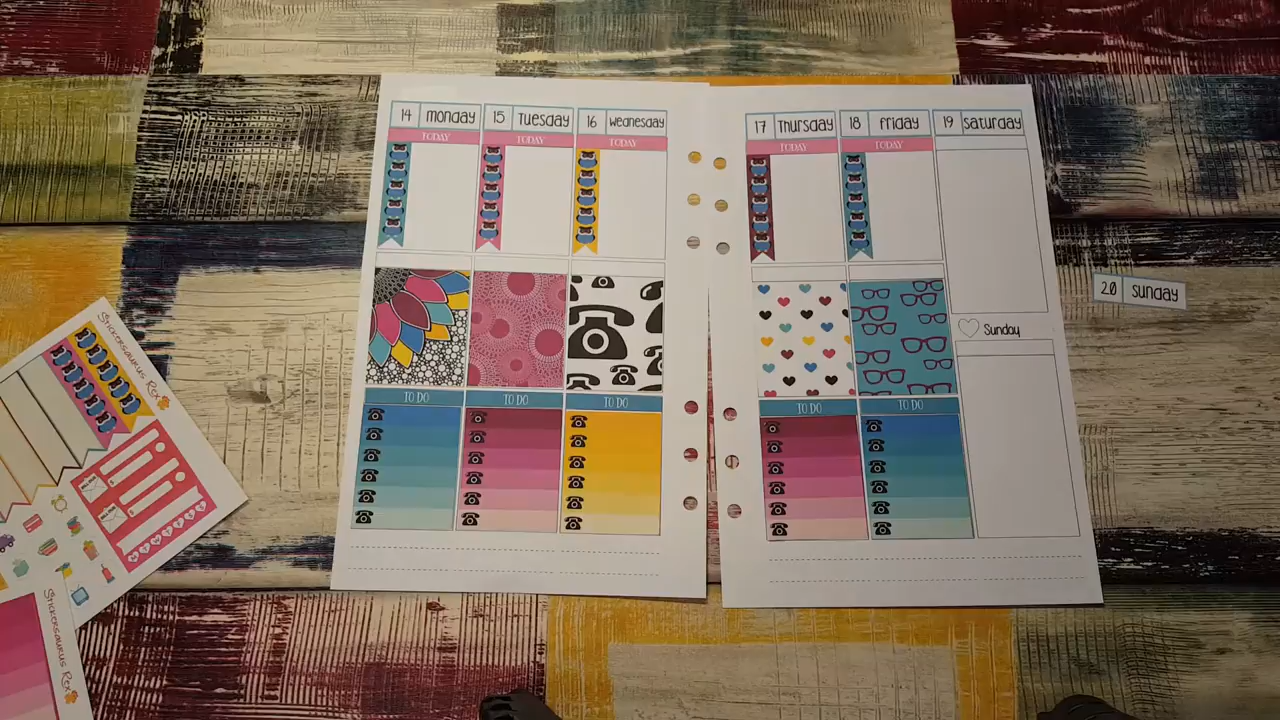 14 monday
15 Tuesday
16 wednesday
TODAY
TODAY
TODAY
TO DO
TO DO
TO DO
17 Thursday
18 friday
19 saturday
TODAY
TODAY
Sunday
TO DO
TO DO
20 sunday
Stickersaurus Rex
Stickersaurus Rex